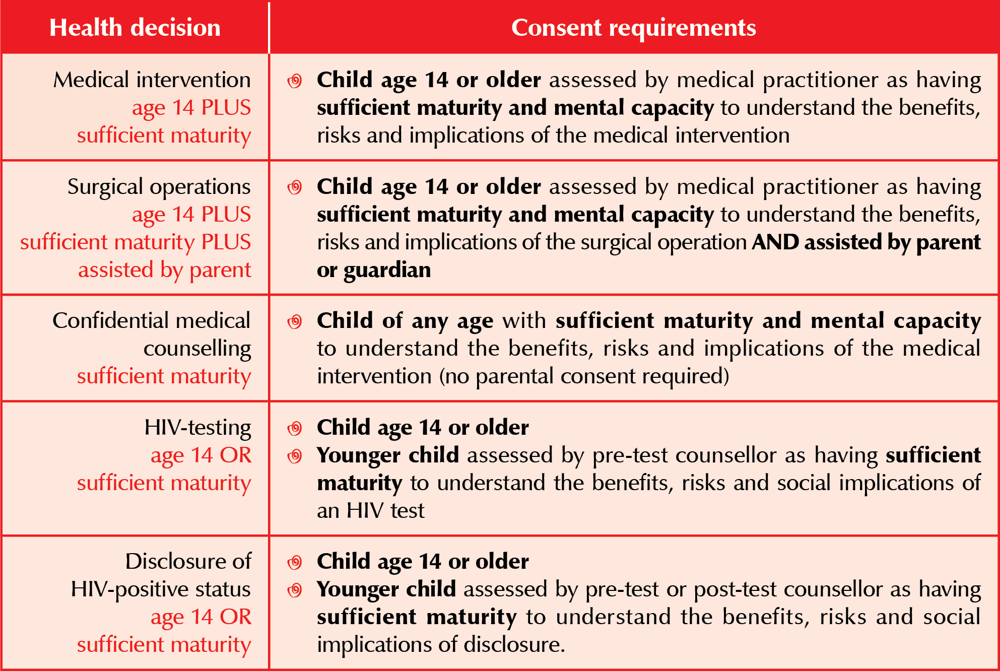 Health decision
Consent requirements
Medical intervention
age 14 PLUS
sufficient maturity
Child age 14 or older assessed by medical practitioner as having
sufficient maturity and mental capacity to understand the benefits,
risks and implications of the medical intervention
Surgical operations
age 14 PLUS
sufficient maturity PLUS
assisted by parent
Child age 14 or older assessed by medical practitioner as having
sufficient maturity and mental capacity to understand the benefits,
risks and implications of the surgical operation AND assisted by parent
or guardian
Confidential medical
counselling
sufficient maturity
Child of any age with sufficient maturity and mental capacity
to understand the benefits, risks and implications of the medical
intervention (no parental consent required)
HIV-testing
age 14 OR
sufficient maturity
Child age 14 or older
Younger child assessed by pre-test counsellor as having sufficient
maturity to understand the benefits, risks and social implications of
an HIV test
Disclosure of
HIV-positive status
age 14 OR
sufficient maturity
Child age 14 or older
Younger child assessed by pre-test or post-test counsellor as having
sufficient maturity to understand the benefits, risks and social
implications of disclosure.